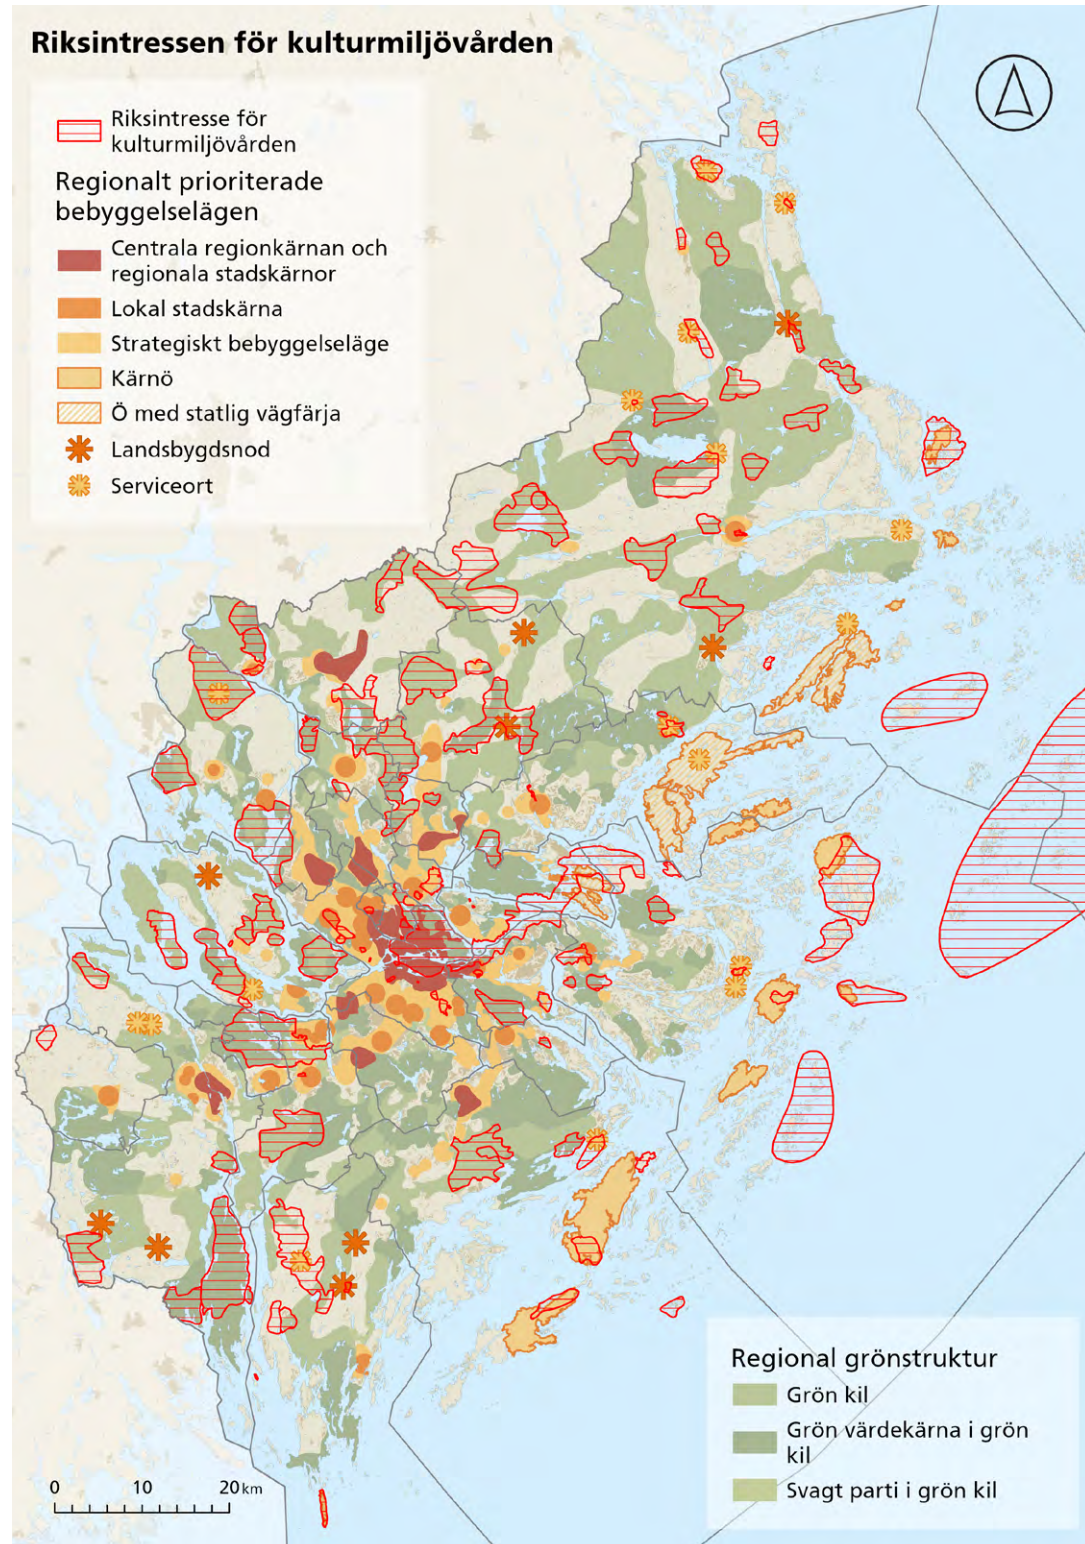 Riksintressen för kulturmiljövården
Riksintresse för
kulturmiljövården
Regionalt prioriterade
bebyggelselägen
Centrala regionkärnan och
regionala stadskärnor
Lokal stadskärna
Strategiskt bebyggelseläge
Kärnö
Ö med statlig vägfärja
Landsbygdsnod
Serviceort
Regional grönstruktur
Grön kil
Grön värdekärna i grön
kil
Svagt parti i grön kil
0 10 20 km